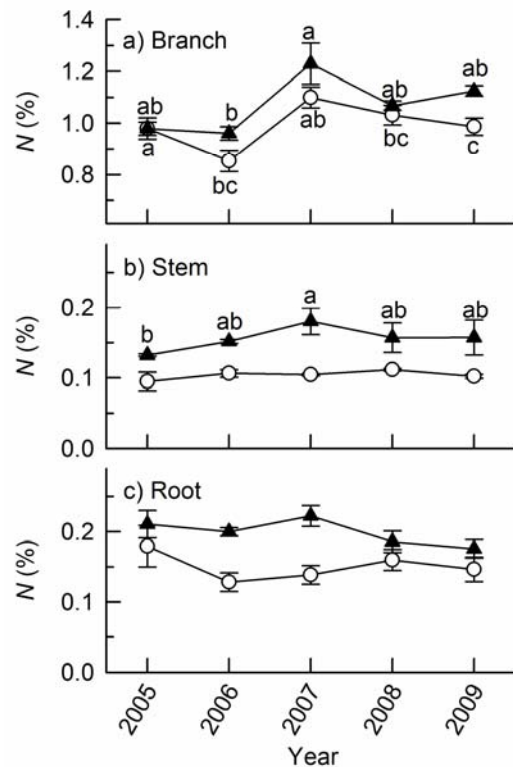 1.4
a) Branch
a
1.2
ab
ab
ab
b
1.0
N (%)
a
ab
bc
c
0.8
bc
b) Stem
0.2
a
ab
ab
ab
b
N (%)
0.1
0.0
c) Root
0.2
N (%)
0.1
0.0
2005
2006
2007
2008
2009
Year